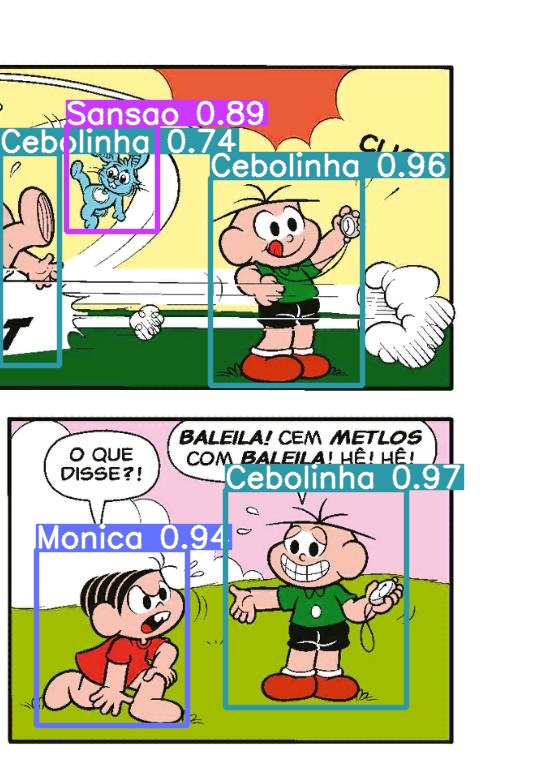 Sansao 0.89
Cebolinha 0.74
Cebolinha 0.96
T
O QUE
DISSE?!
BALEILA! CEM METLOS
COM BALEILA! HÊ! HÊ!
Cebolinha 0.97
Monica 0.94